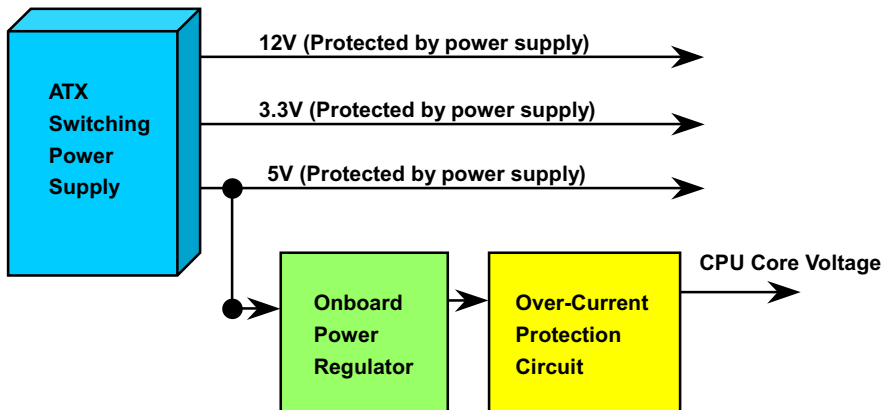 12V (Protected by power supply)
ATX
Switching
Power
Supply
3.3V (Protected by power supply)
5V (Protected by power supply)
CPU Core Voltage
Onboard
Power
Regulator
Over-Current
Protection
Circuit